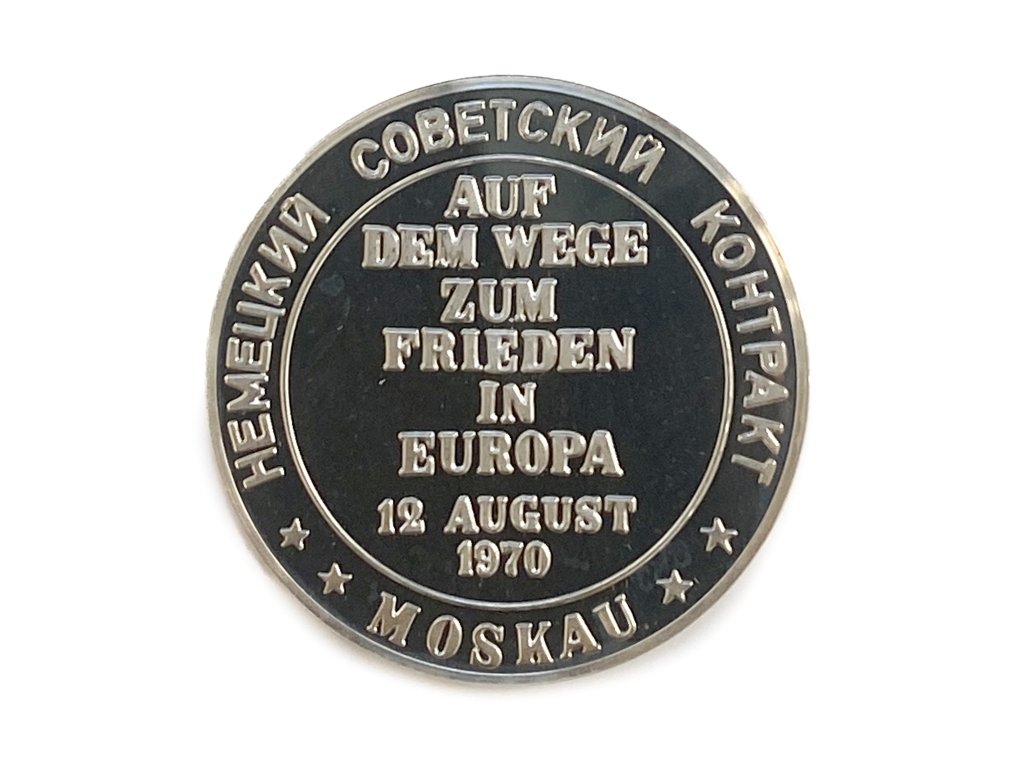 НЕМЕЦКИЙ СОВЕТСКИЙ КОНТРАКТ
AUF
DEM WEGE
ZUM
FRIEDEN
IN
EUROPA
12 AUGUST
1970
MOSKAU